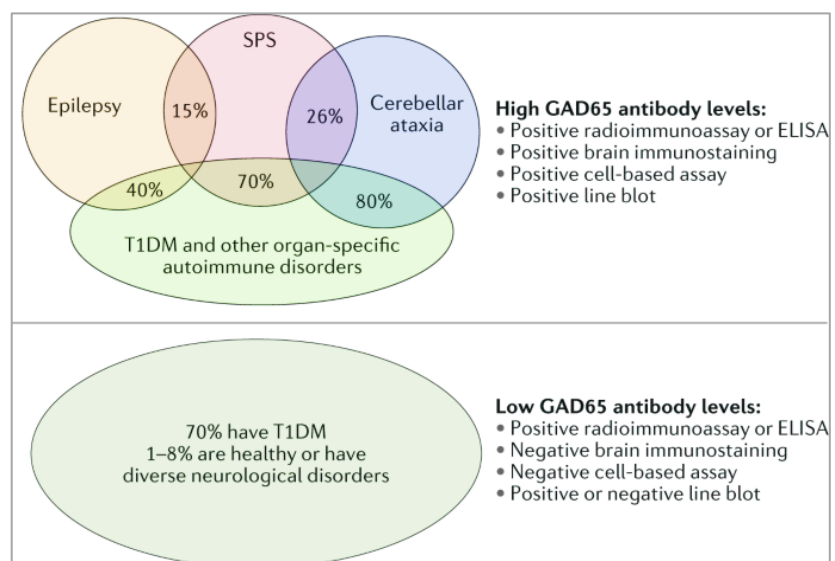 SPS
Epilepsy
15%
26%
Cerebellar
ataxia
40%
70%
80%
T1DM and other organ-specific
autoimmune disorders
High GAD65 antibody levels:
• Positive radioimmunoassay or ELISA
• Positive brain immunostaining
• Positive cell-based assay
• Positive line blot
70% have T1DM
1–8% are healthy or have
diverse neurological disorders
Low GAD65 antibody levels:
• Positive radioimmunoassay or ELISA
• Negative brain immunostaining
• Negative cell-based assay
• Positive or negative line blot